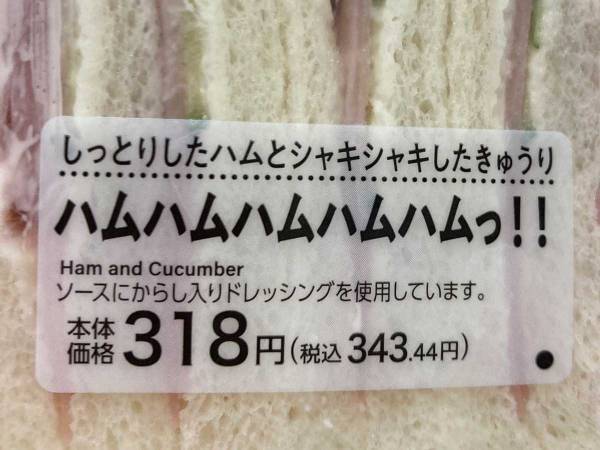 しっとりしたハムとシャキシャキしたきゅうり
ハムハムハムハムハムっ!!
Ham and Cucumber
ソースにからし入りドレッシングを使用しています。
本体価格 318円(税込 343.44円)